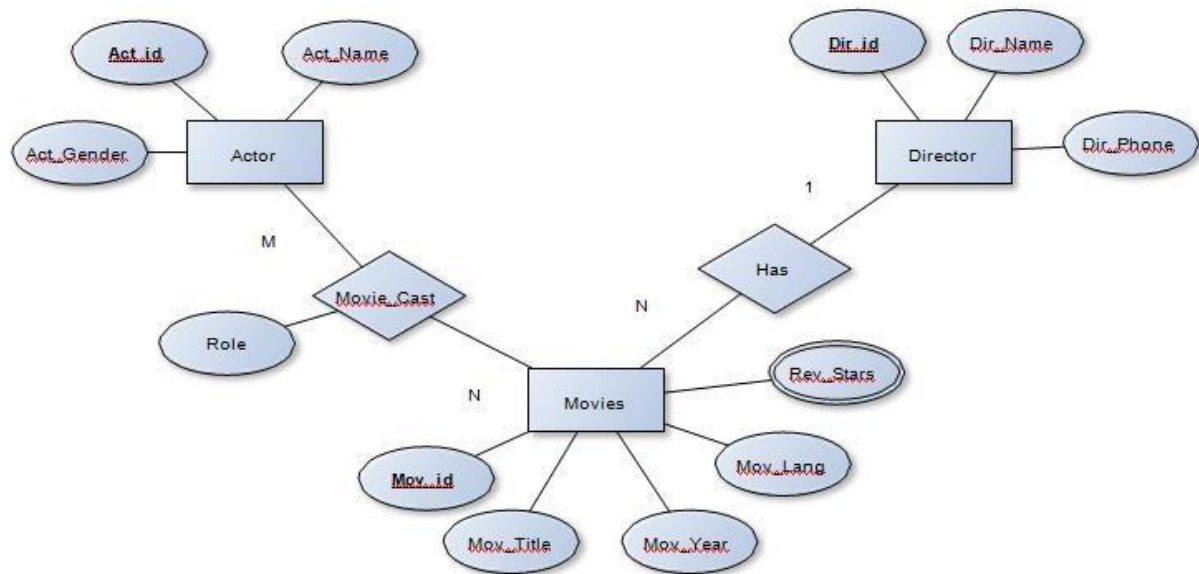 Act_id
Act_Name
Dir_id
Dir_Name
Act_Gender
Actor
Director
Dir_Phone
1
M
Has
Movie_Cast
N
Role
Rev_Stars
N
Movies
Mov_id
Mov_Lang
Mov_Title
Mov_Year